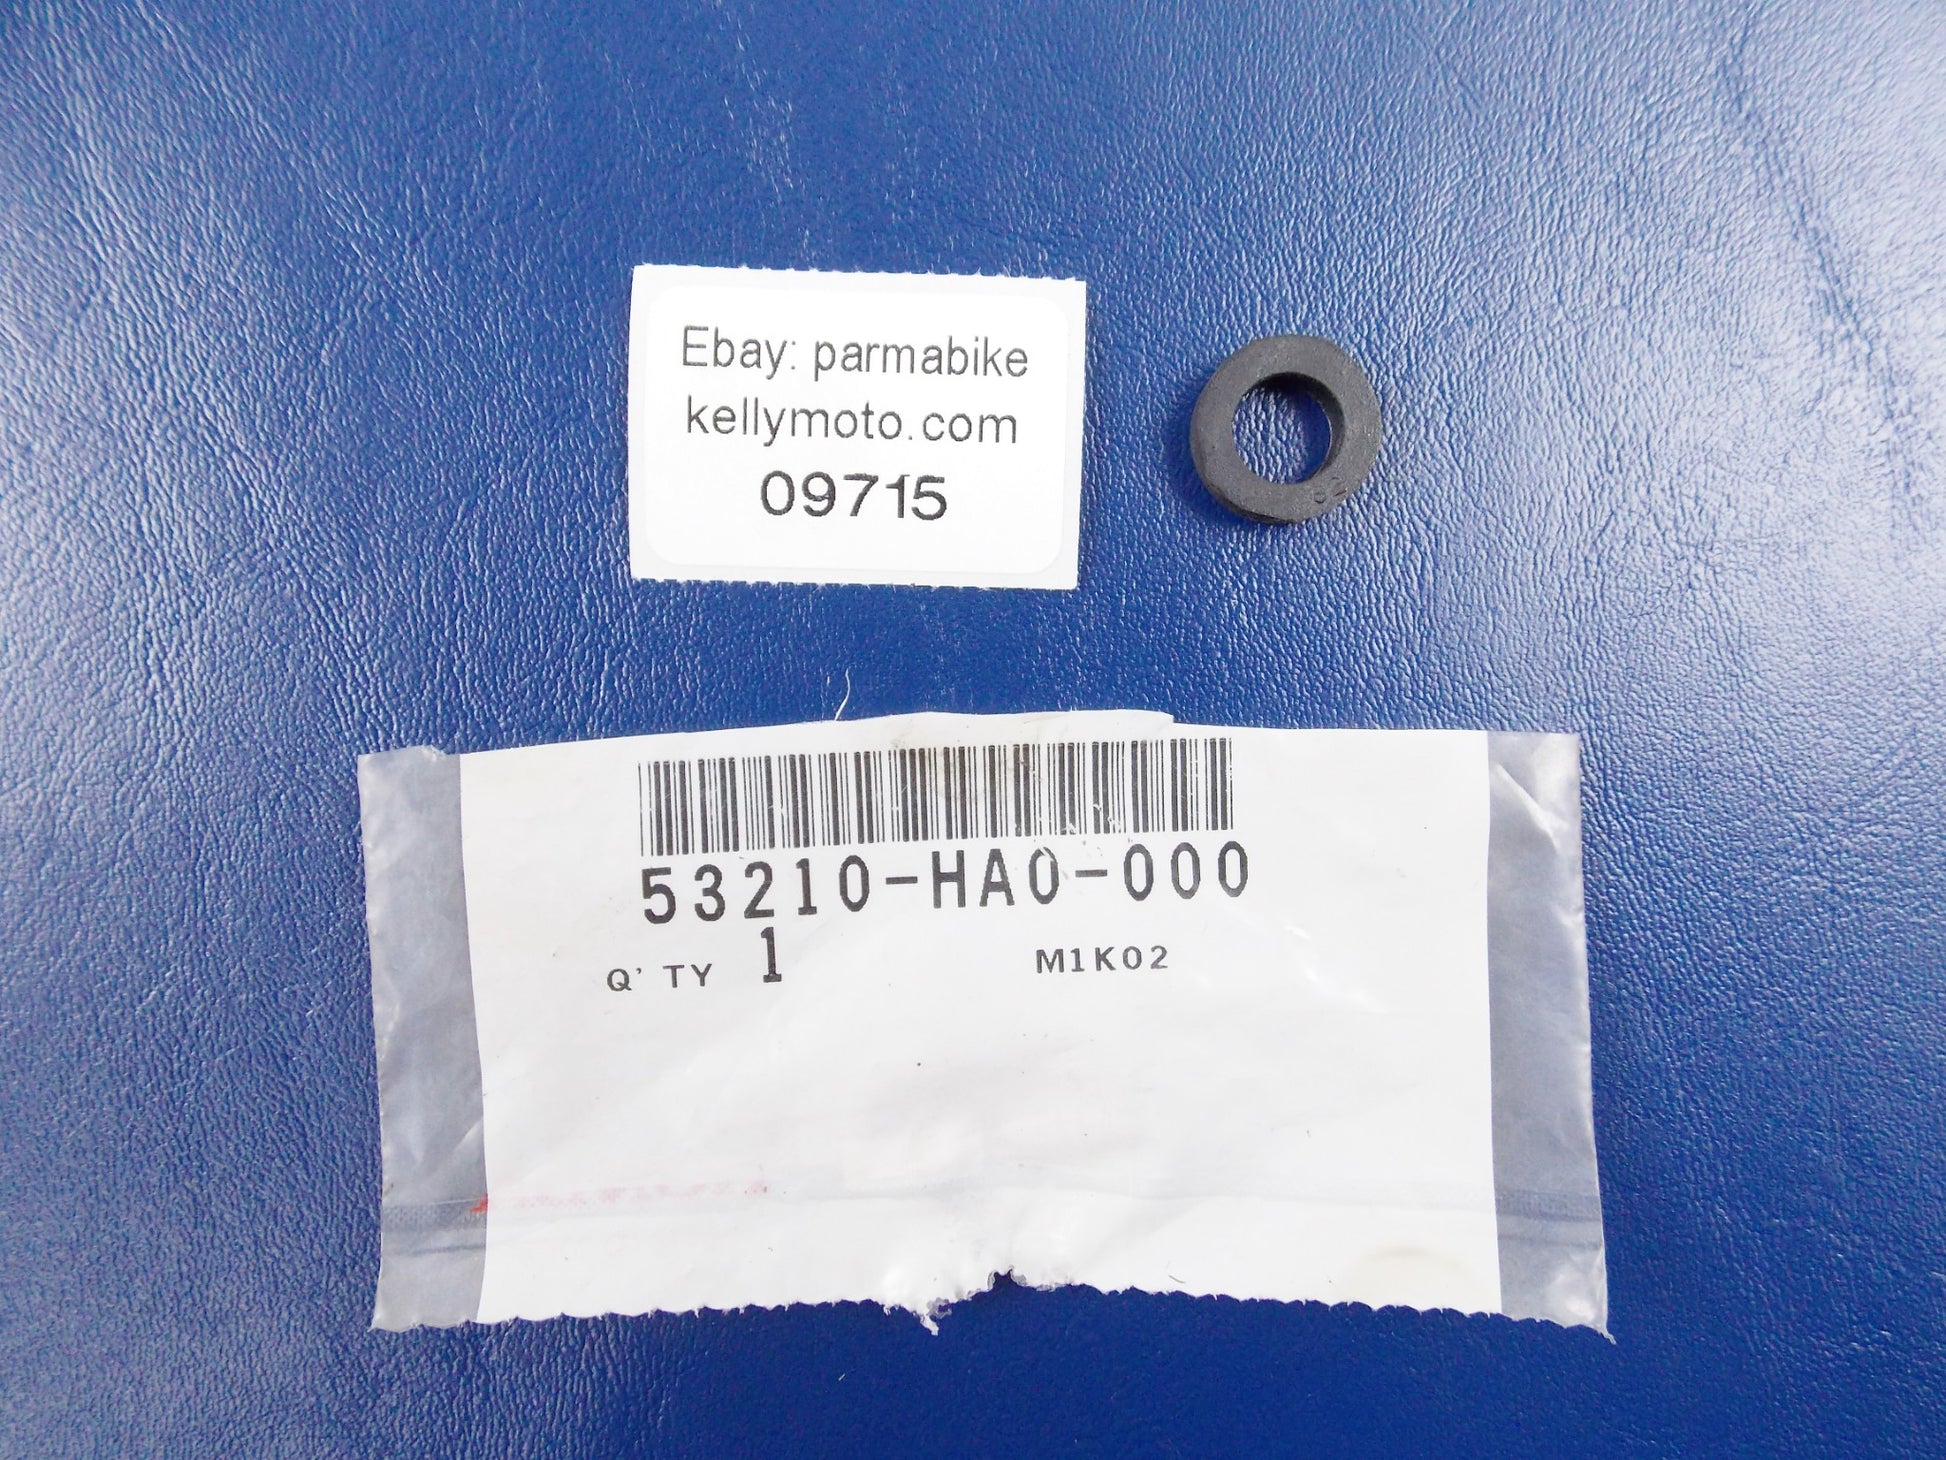 Ebay: parmabike
kellymoto.com
09715
53210-HA0-000
Q'TY 1 M1K02